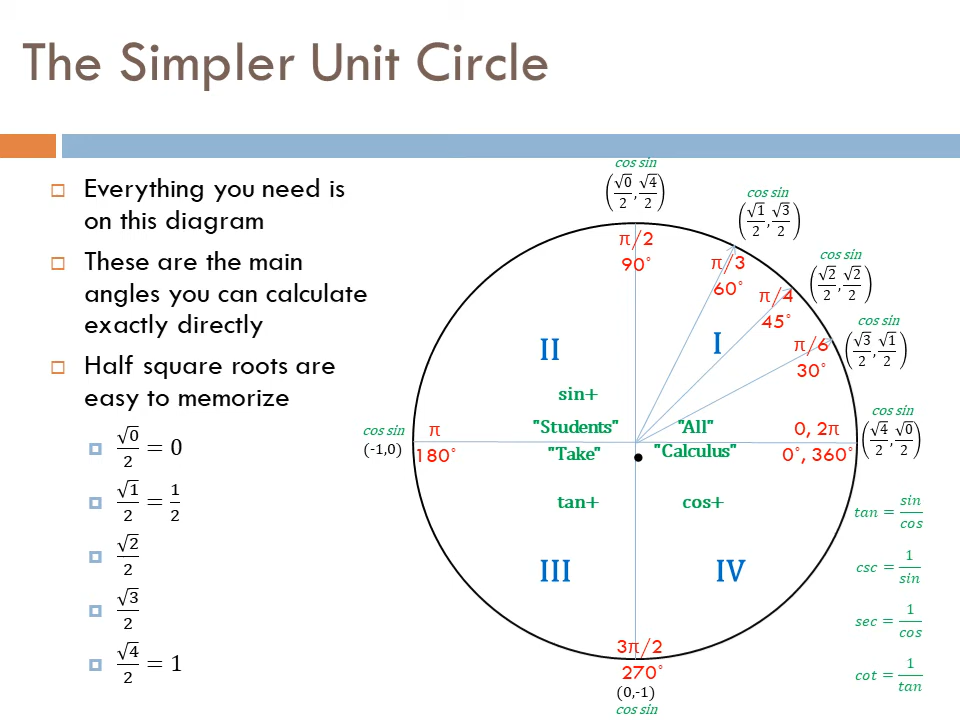 The Simpler Unit Circle
Everything you need is
on this diagram
These are the main
angles you can calculate
exactly directly
Half square roots are
easy to memorize
√0/2 = 0
√1/2 = 1/2
√2/2
√3/2
√4/2 = 1
cos sin
(√0/2, √4/2)
cos sin
(√1/2, √3/2)
cos sin
(√2/2, √2/2)
cos sin
(√3/2, √1/2)
cos sin
(√4/2, √0/2)
π/2
90°
π/3
60°
π/4
45°
π/6
30°
0, 2π
0°, 360°
II
I
sin+
"Students"
"All"
cos sin
(-1,0)
π
180°
"Take"
"Calculus"
tan+
cos+
III
IV
3π/2
270°
(0,-1)
cos sin
tan = sin/cos
csc = 1/sin
sec = 1/cos
cot = 1/tan